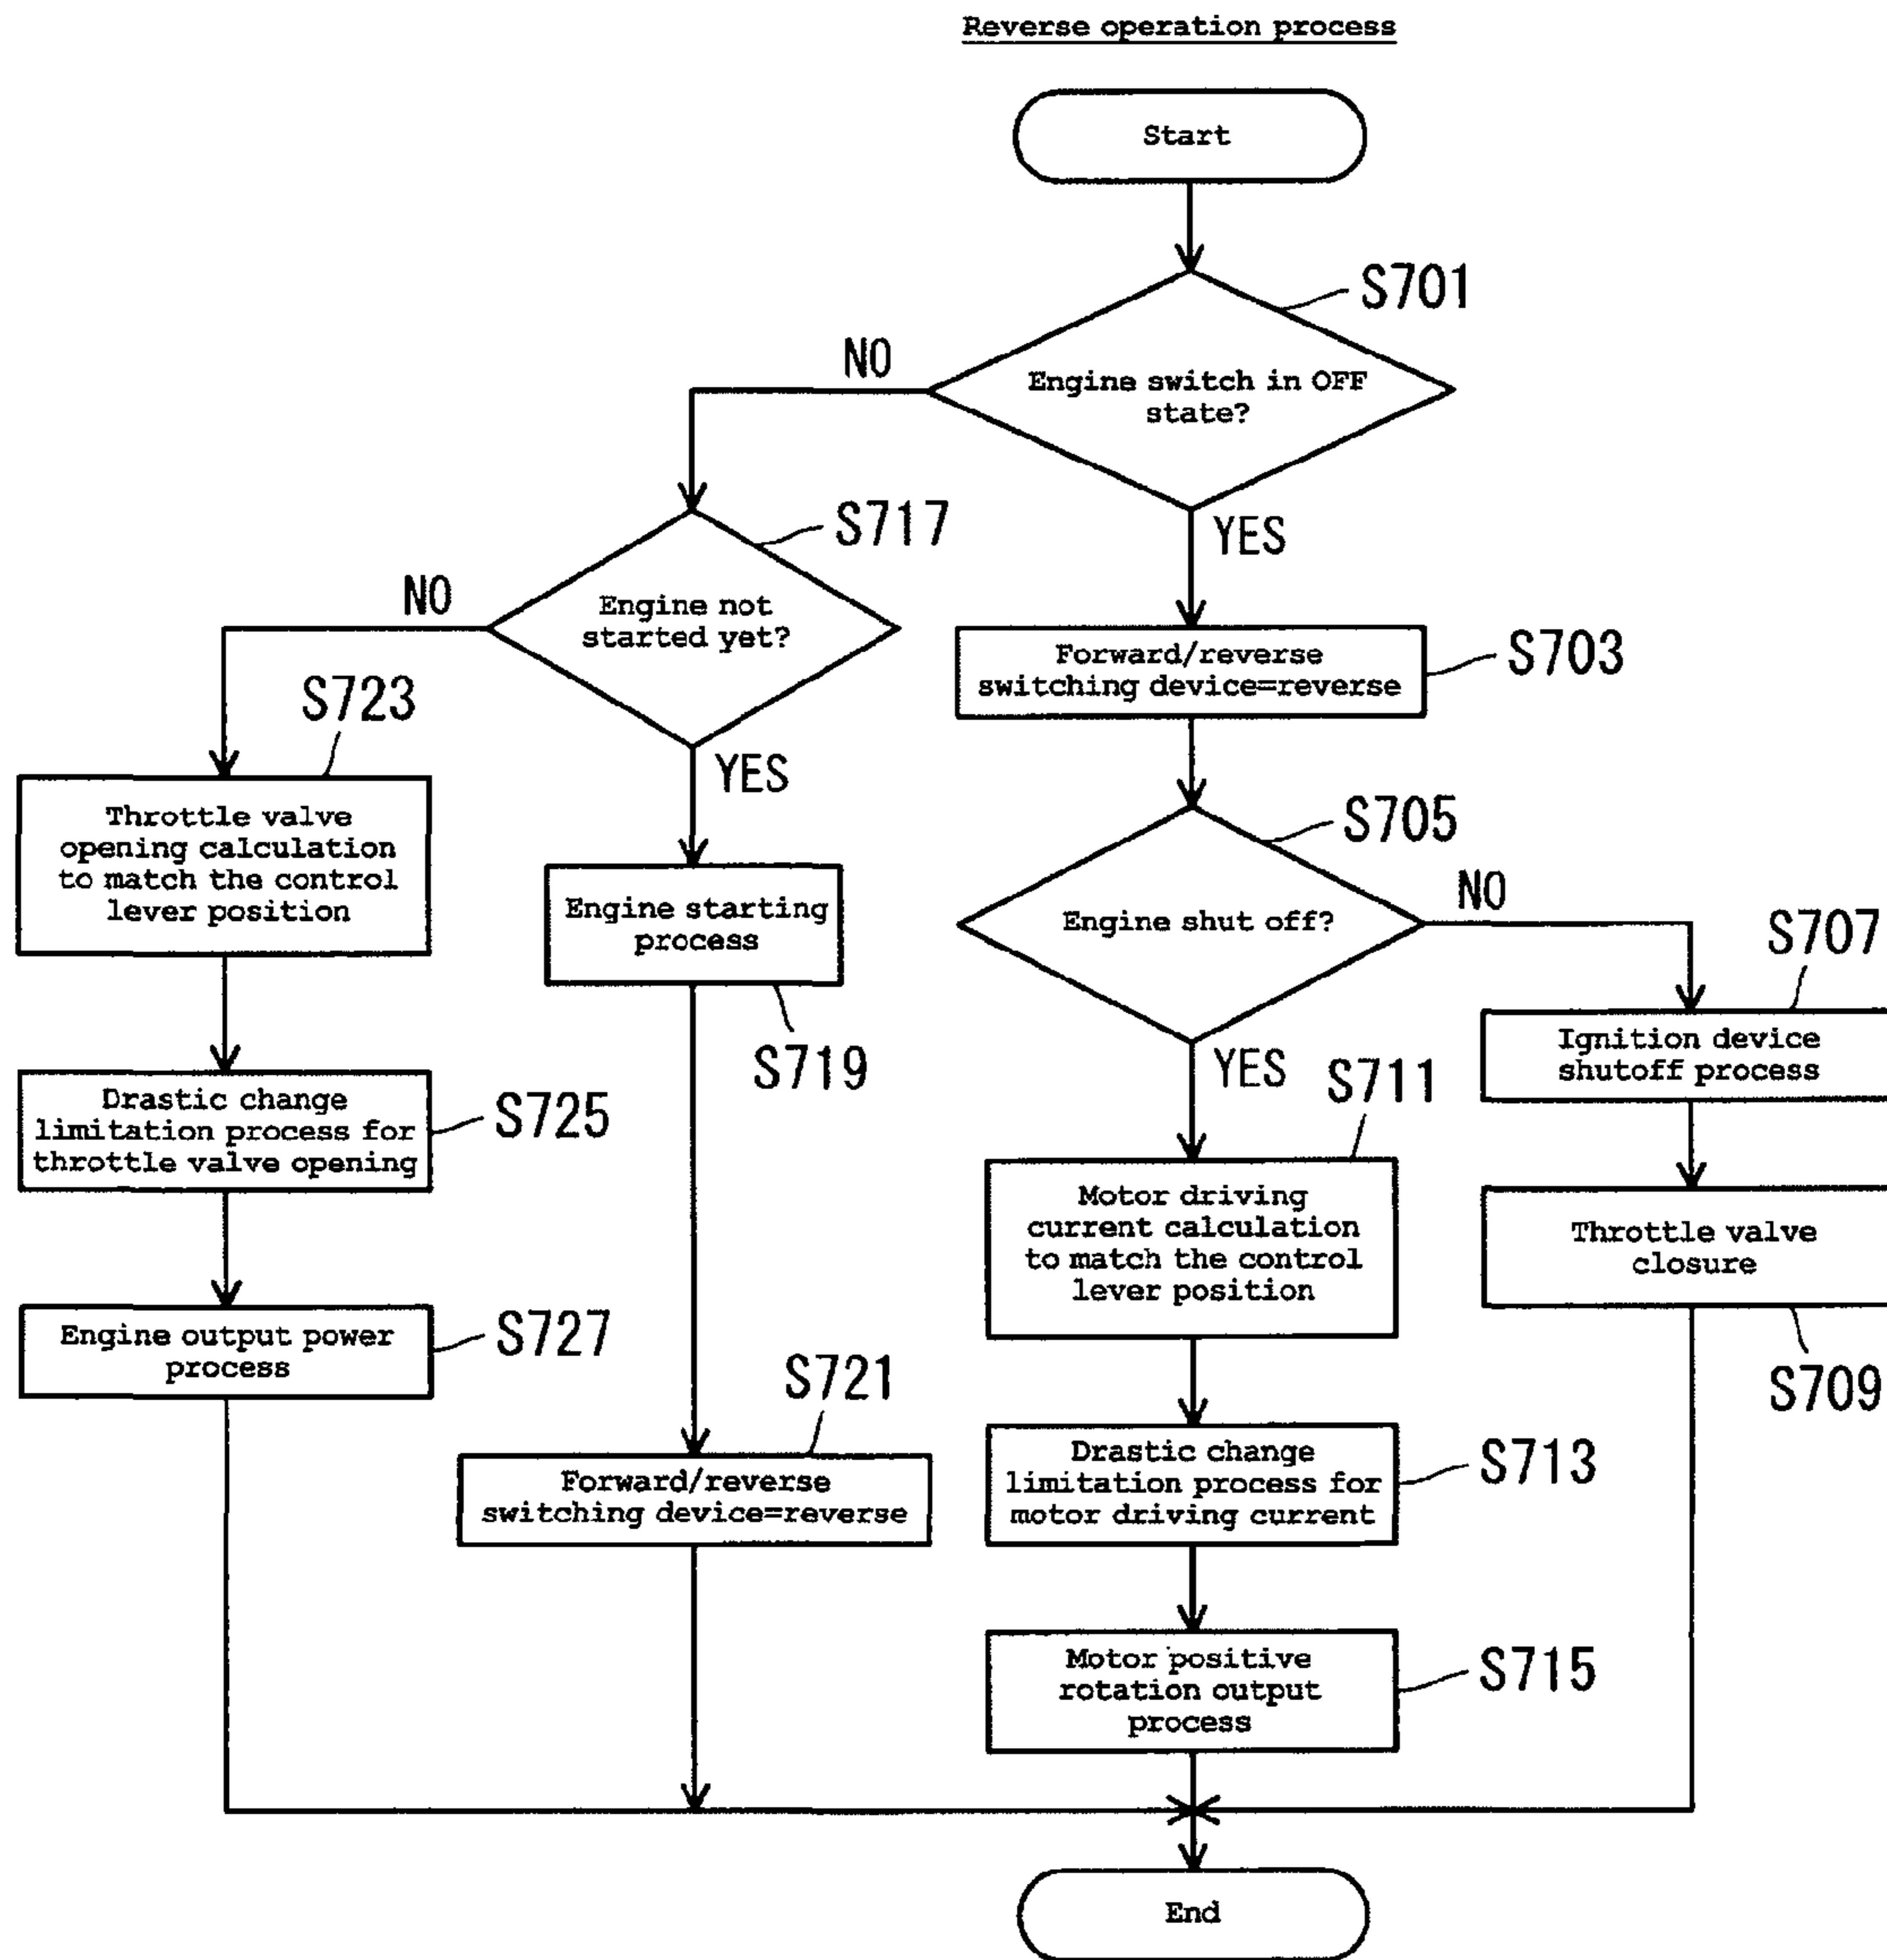 Reverse operation process
Start
S701
Engine switch in OFF
state?
NO
YES
S717
Engine not
started yet?
NO
YES
Forward/reverse
switching device=reverse
S703
S723
Throttle valve
opening calculation
to match the control
lever position
Engine starting
process
S719
S705
Engine shut off?
NO
YES
S707
Ignition device
shutoff process
Drastic change
limitation process for
throttle valve opening
S725
S711
Motor driving
current calculation
to match the control
lever position
Throttle valve
closure
S709
Engine output power
process
S727
S721
Forward/reverse
switching device=reverse
Drastic change
limitation process for
motor driving current
S713
Motor positive
rotation output
process
S715
End